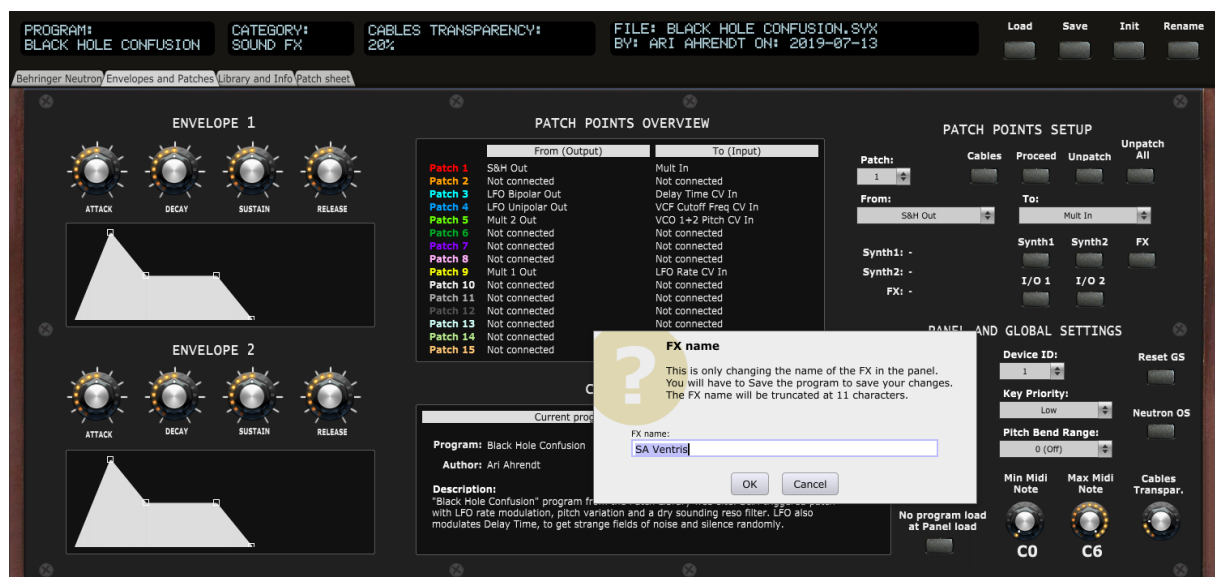 PROGRAM:
BLACK HOLE CONFUSION
CATEGORY:
SOUND FX
CABLES TRANSPARENCY:
20%
FILE: BLACK HOLE CONFUSION.SYX
BY: ARI AHRENDT ON: 2019-07-13
Load Save Init Rename
Behringer Neutron Envelopes and Patches Library and Info Patch sheet
ENVELOPE 1
ATTACK DECAY SUSTAIN RELEASE
ENVELOPE 2
ATTACK DECAY SUSTAIN RELEASE
PATCH POINTS OVERVIEW
From (Output) To (Input)
Patch 1 S&H Out Mult In
Patch 2 Not connected Not connected
Patch 3 LFO Bipolar Out Delay Time CV In
Patch 4 LFO Unipolar Out VCF Cutoff Freq CV In
Patch 5 Mult 2 Out VCO 1+2 Pitch CV In
Patch 6 Not connected Not connected
Patch 7 Not connected Not connected
Patch 8 Not connected Not connected
Patch 9 Mult 1 Out LFO Rate CV In
Patch 10 Not connected Not connected
Patch 11 Not connected Not connected
Patch 12 Not connected Not connected
Patch 13 Not connected Not connected
Patch 14 Not connected
Patch 15 Not connected
C
Current prog
Program: Black Hole Confusion
Author: Ari Ahrendt
Description:
"Black Hole Confusion" program fr
with LFO rate modulation, pitch variation and a dry sounding reso filter. LFO also
modulates Delay Time, to get strange fields of noise and silence randomly.
FX name
This is only changing the name of the FX in the panel.
You will have to Save the program to save your changes.
The FX name will be truncated at 11 characters.
FX name:
SA Ventris
OK Cancel
PATCH POINTS SETUP
Patch: Cables Proceed Unpatch Unpatch All
1
From: To:
S&H Out Mult In
Synth1: -
Synth2: -
FX: -
Synth1 Synth2 FX
I/O 1 I/O 2
PANEL AND GLOBAL SETTINGS
Device ID:
1
Reset GS
Key Priority:
Low
Neutron OS
Pitch Bend
Range:
0 (Off)
Min Midi
Note
C0
Max Midi
Note
C6
Cables
Transpar.
No program load
at Panel load